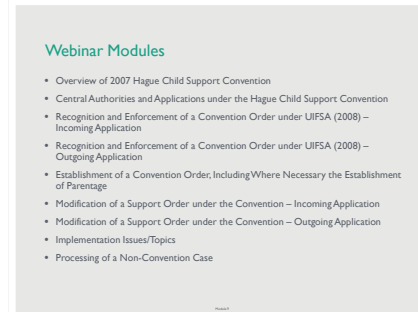 Webinar Modules
• Overview of 2007 Hague Child Support Convention
• Central Authorities and Applications under the Hague Child Support Convention
• Recognition and Enforcement of a Convention Order under UIFSA (2008) –
Incoming Application
• Recognition and Enforcement of a Convention Order under UIFSA (2008) –
Outgoing Application
• Establishment of a Convention Order, Including Where Necessary the Establishment
of Parentage
• Modification of a Support Order under the Convention – Incoming Application
• Modification of a Support Order under the Convention – Outgoing Application
• Implementation Issues/Topics
• Processing of a Non-Convention Case